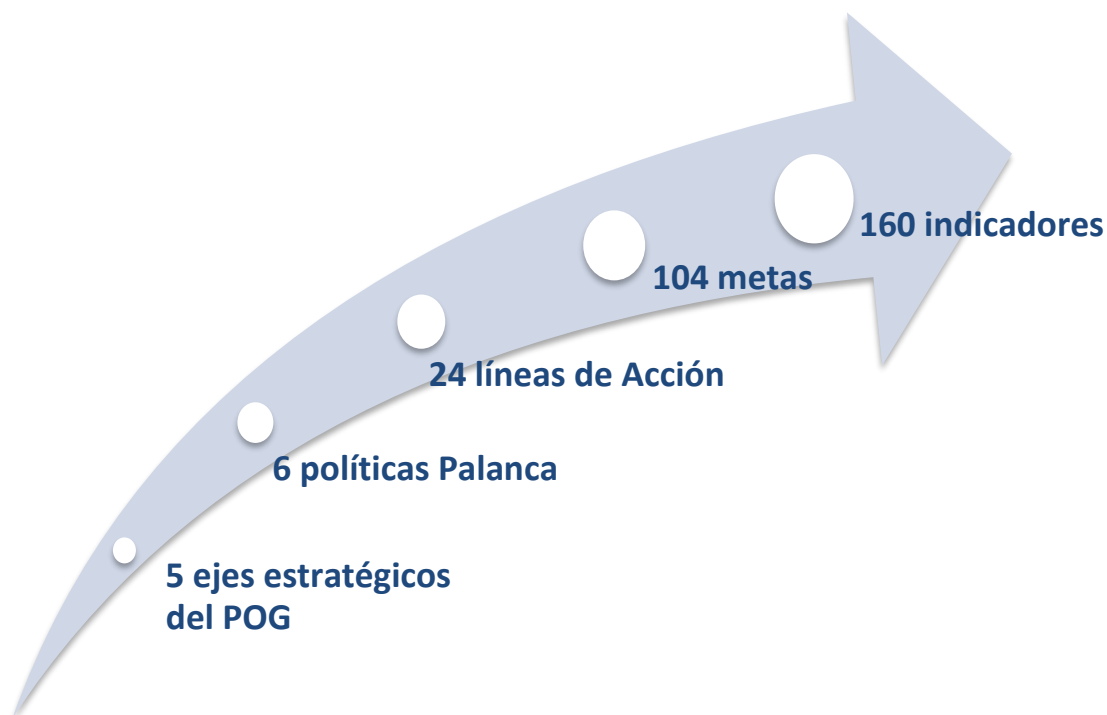 160 indicadores
104 metas
24 líneas de Acción
6 políticas Palanca
5 ejes estratégicos
del POG